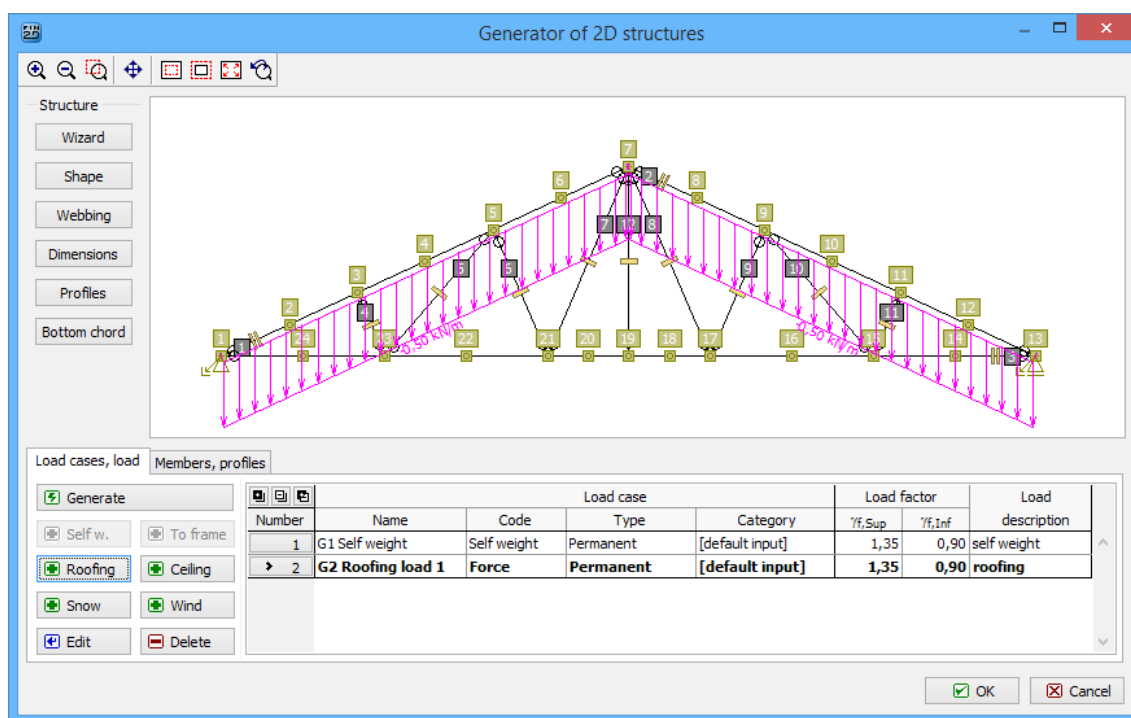 FIN 2D
Generator of 2D structures
Structure
Wizard
Shape
Webbing
Dimensions
Profiles
Bottom chord
7
2
6 8
5 9
7 12 8
4 10
5 5 9 10
3 11
4 11
2 12
1 1 24 23 22 21 20 19 18 17 16 15 14 3 13
-0,50 kN/m -0,50 kN/m
Load cases, load Members, profiles
Generate
Self w. To frame
Roofing Ceiling
Snow Wind
Edit Delete
Load case Load factor Load
Number Name Code Type Category γf,Sup γf,Inf description
1 G1 Self weight Self weight Permanent [default input] 1,35 0,90 self weight
2 G2 Roofing load 1 Force Permanent [default input] 1,35 0,90 roofing
OK Cancel